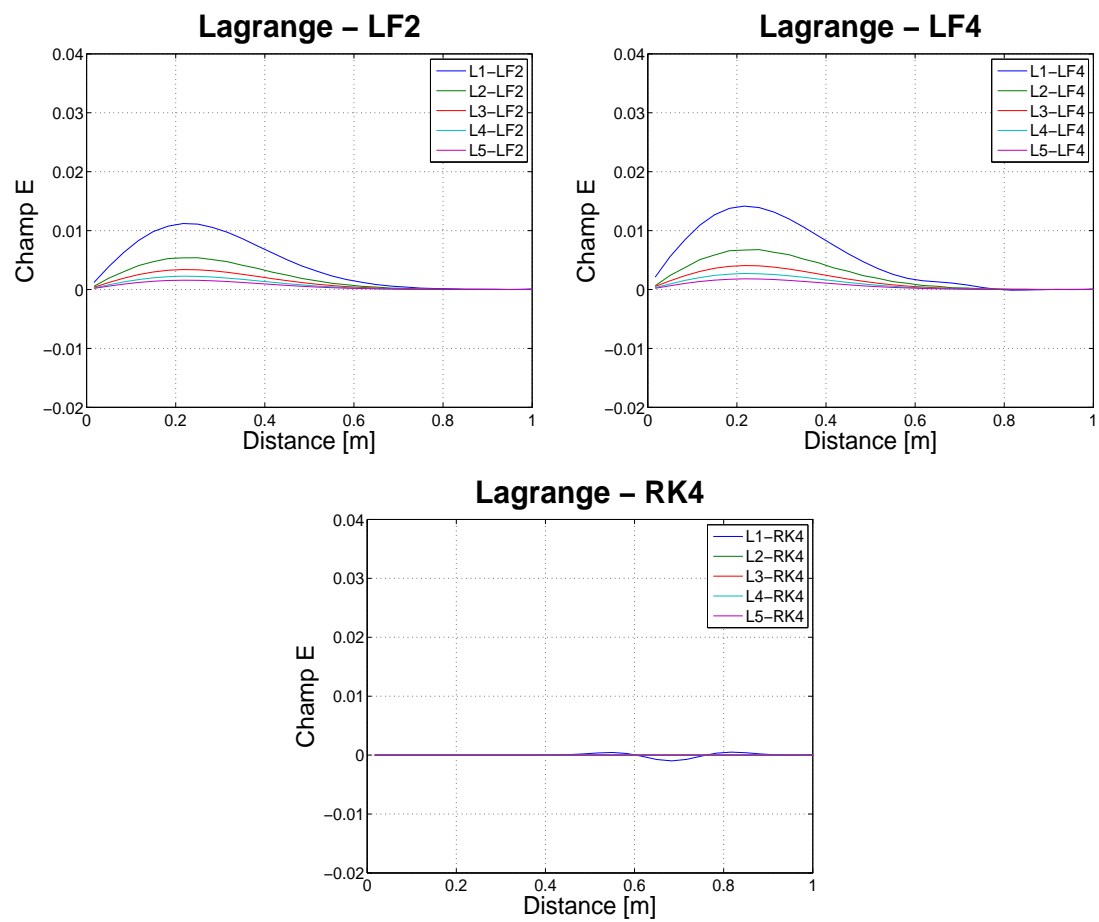 Lagrange – LF2
Champ E
0.04
0.03
0.02
0.01
0
−0.01
−0.02
L1−LF2
L2−LF2
L3−LF2
L4−LF2
L5−LF2
0 0.2 0.4 0.6 0.8 1
Distance [m]
Lagrange – LF4
Champ E
0.04
0.03
0.02
0.01
0
−0.01
−0.02
L1−LF4
L2−LF4
L3−LF4
L4−LF4
L5−LF4
0 0.2 0.4 0.6 0.8 1
Distance [m]
Lagrange – RK4
Champ E
0.04
0.03
0.02
0.01
0
−0.01
−0.02
L1−RK4
L2−RK4
L3−RK4
L4−RK4
L5−RK4
0 0.2 0.4 0.6 0.8 1
Distance [m]